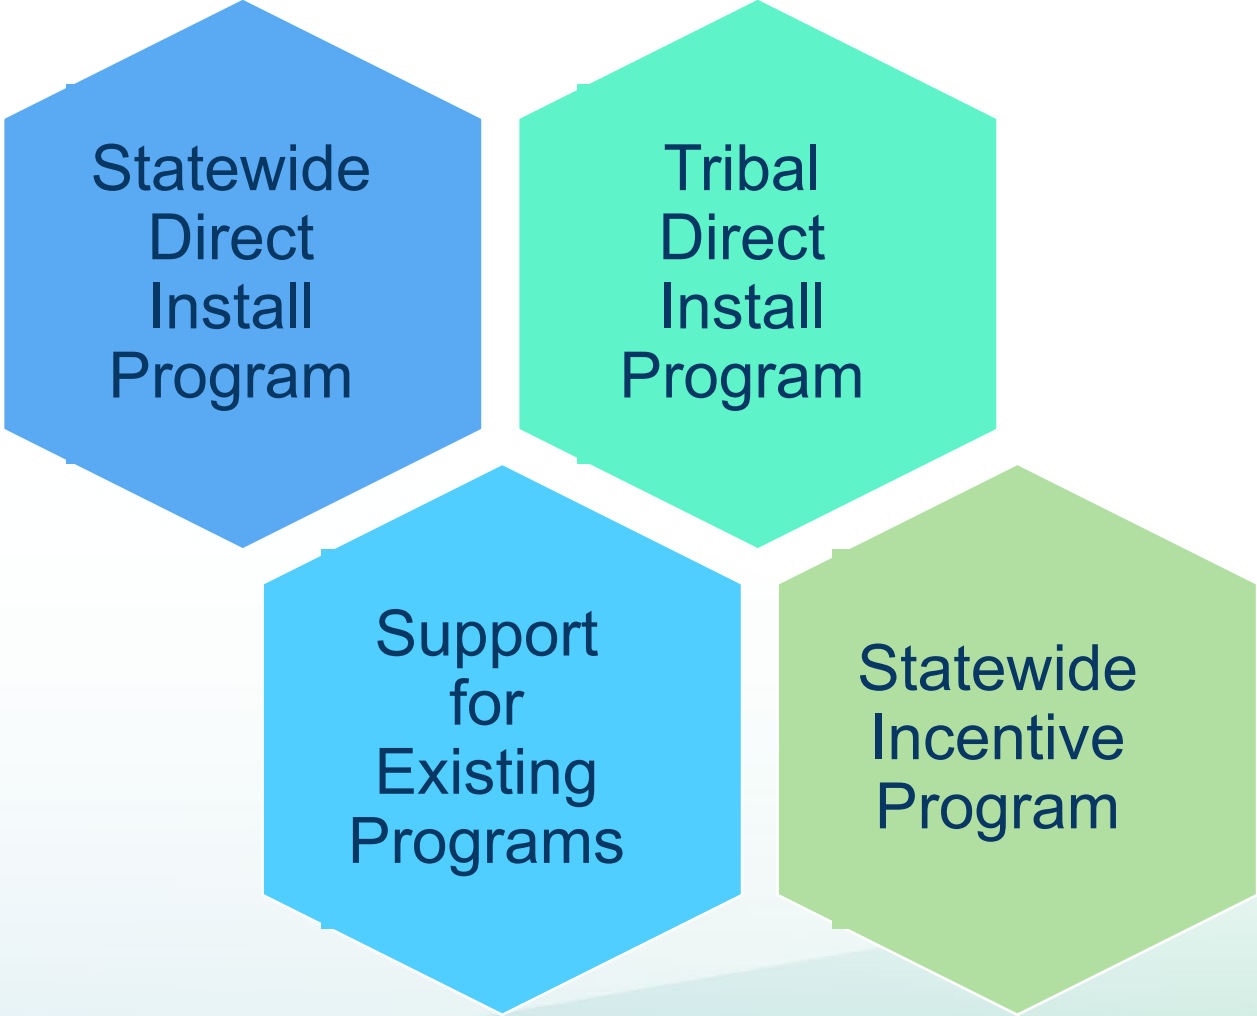 Statewide
Direct
Install
Program
Tribal
Direct
Install
Program
Support
for
Existing
Programs
Statewide
Incentive
Program